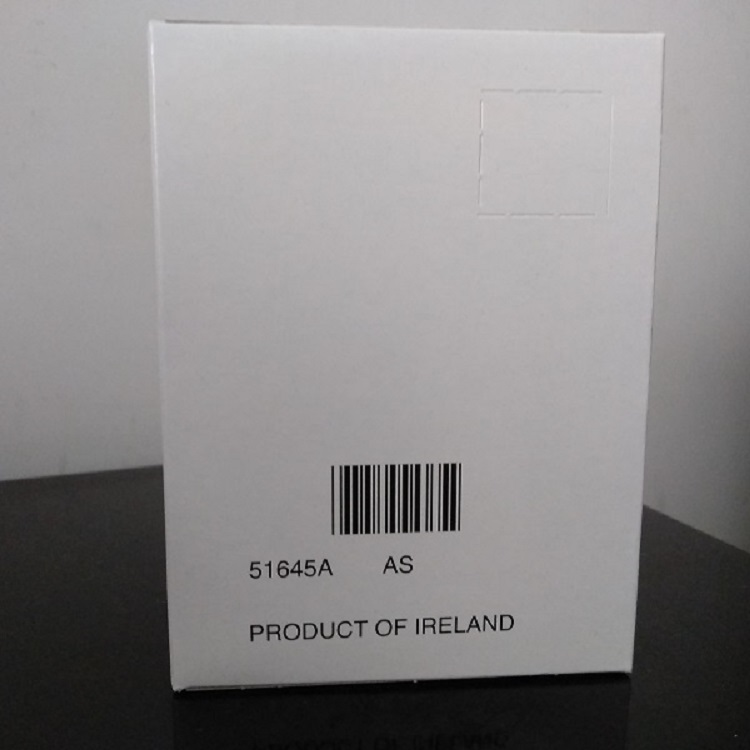 51645A AS
PRODUCT OF IRELAND